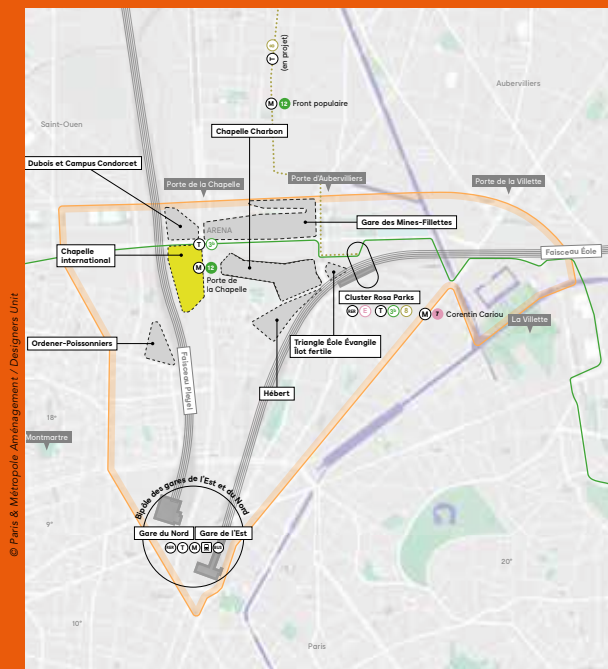 T 8
(en projet)
Aubervilliers
M 12 Front populaire
Saint-Ouen
Chapelle Charbon
Dubois et Campus Condorcet
Porte de la Chapelle
Porte d'Aubervilliers
Porte de la Villette
Gare des Mines-Fillettes
ARENA
T 3b
Chapelle
international
M 12
Porte de
la Chapelle
Faisceau Éole
Cluster Rosa Parks
RER E T 3b 8
M 7 Corentin Cariou
La Villette
Ordener-Poissonniers
Triangle Éole Évangile
Îlot fertile
Faisceau Pleyel
Hébert
18e
Montmartre
Bipôle des gares de l'Est et du Nord
9e
Gare du Nord
Gare de l'Est
RER T M BUS
20e
10e
Paris
© Paris & Métropole Aménagement / Designers Unit